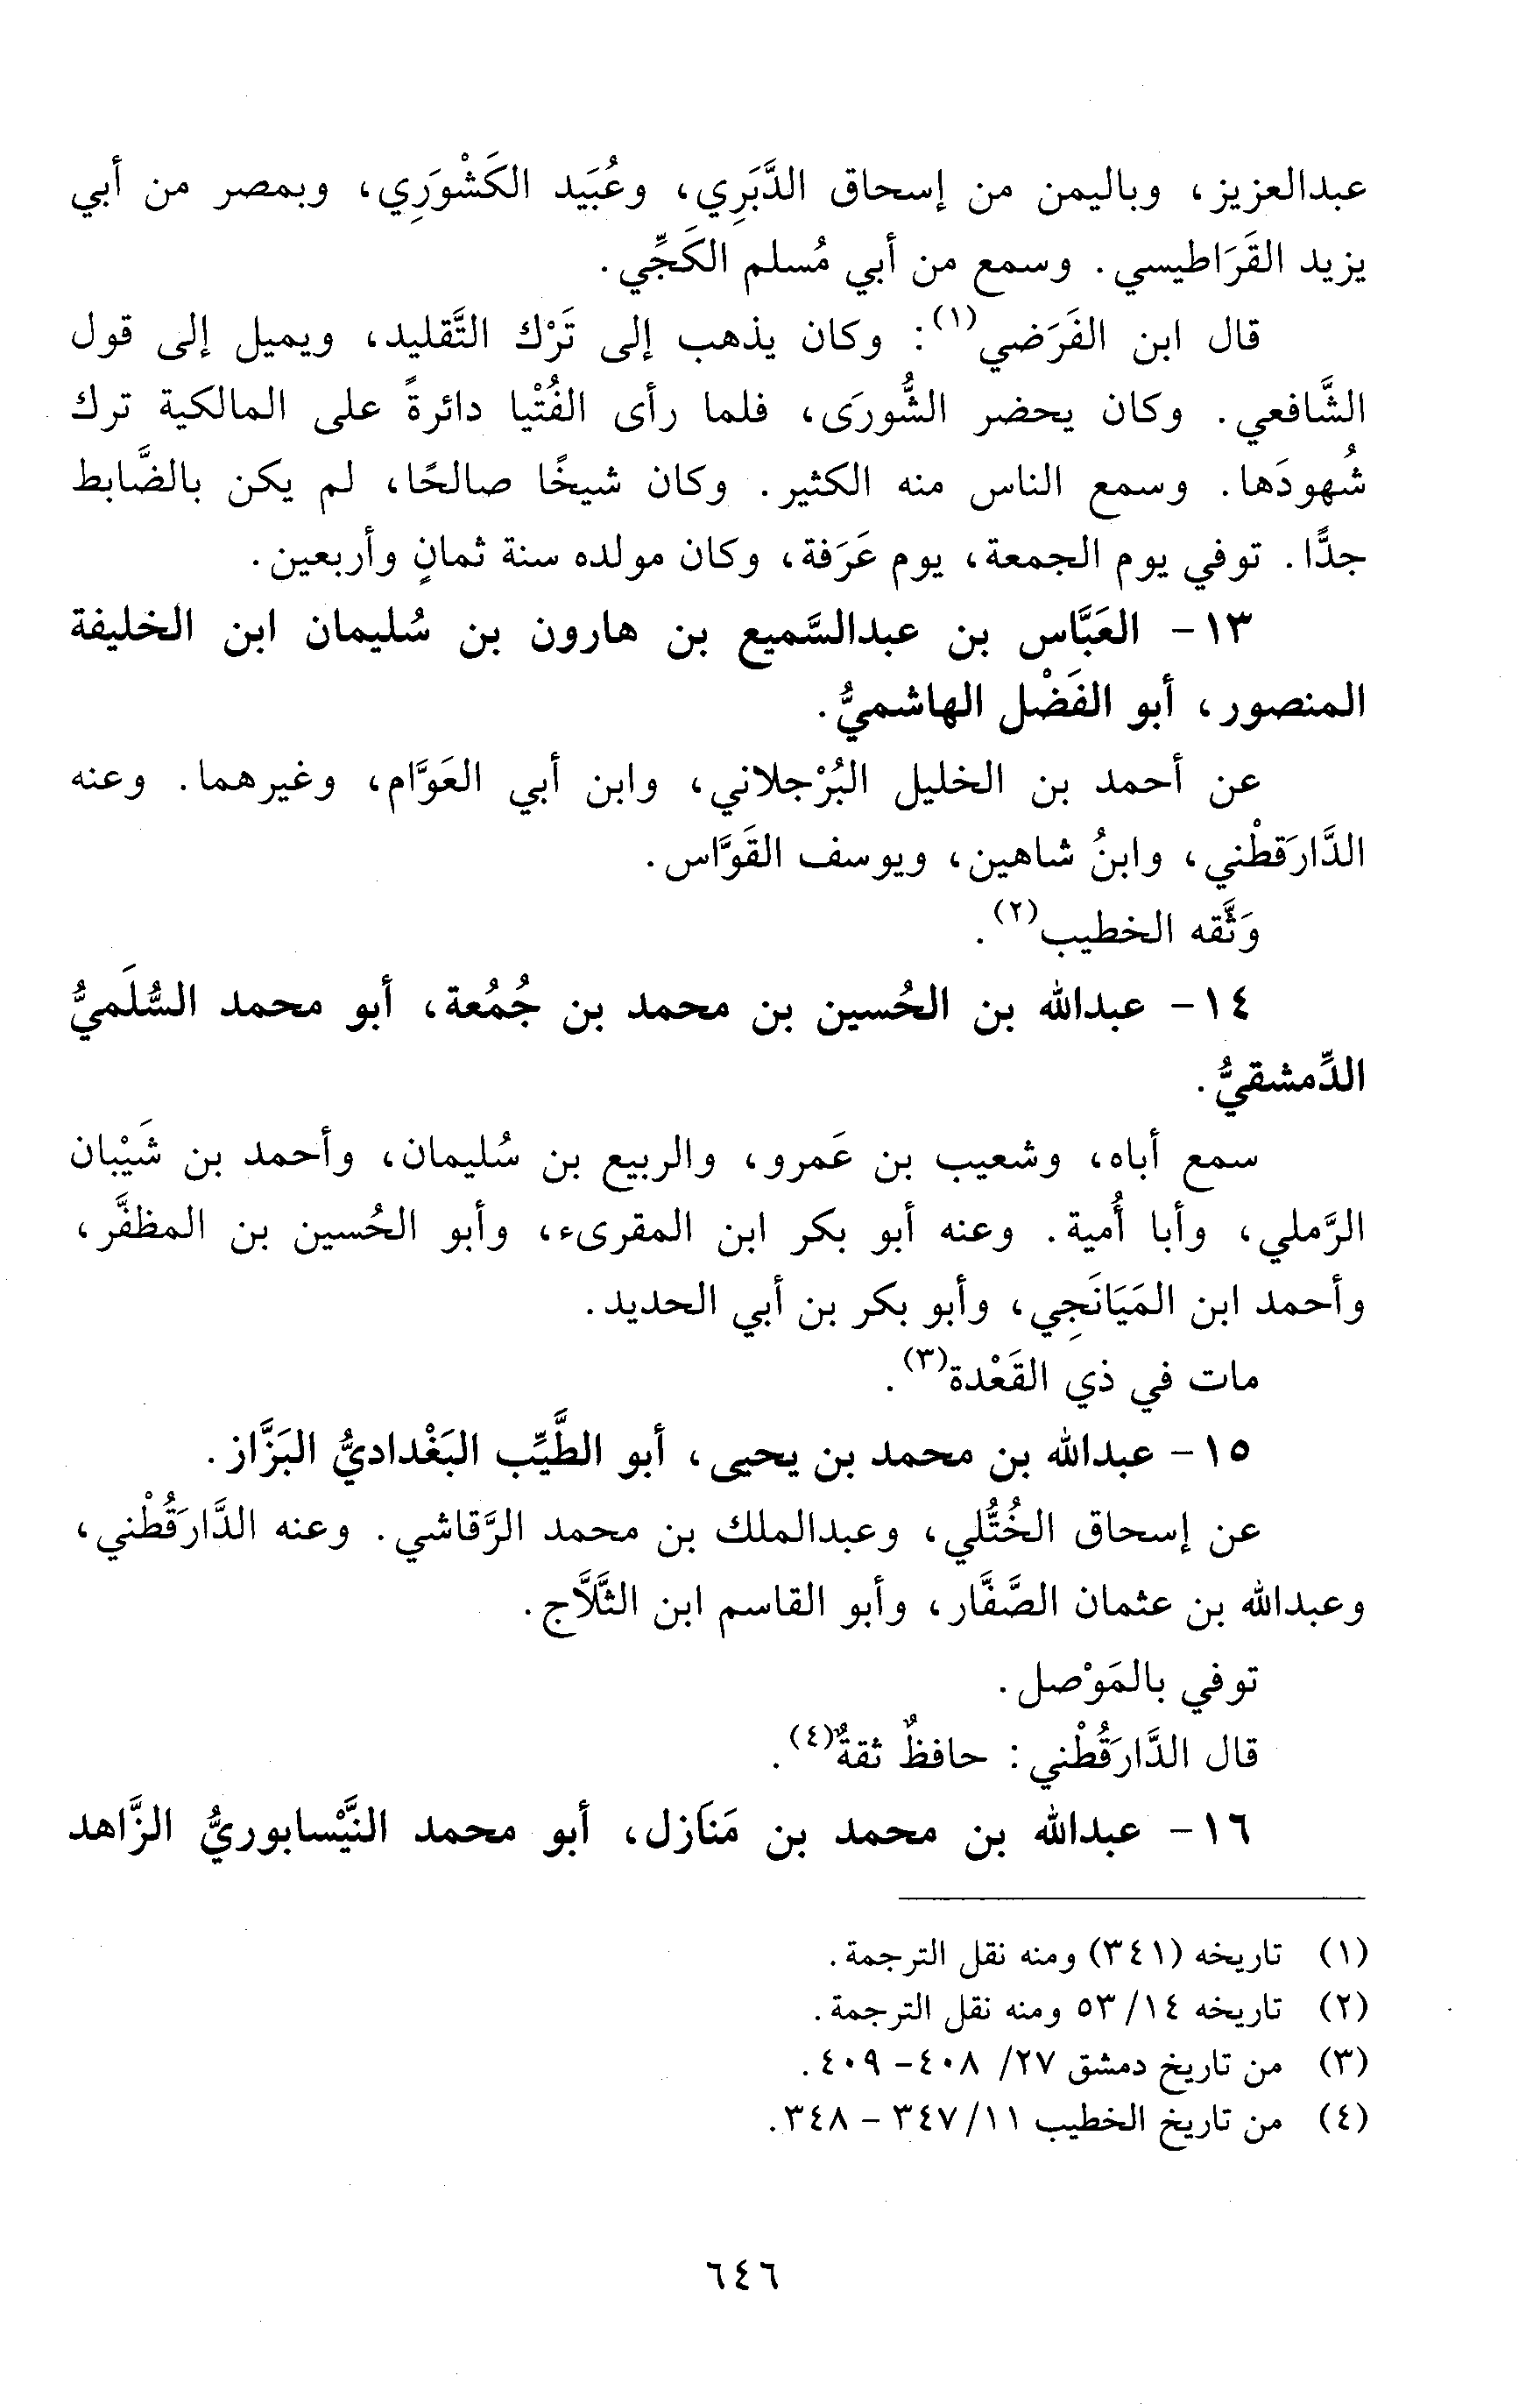 عبدالعزيز، وباليمن من إسحاق الدَّبَرِي، وعُبَيد الكَشْوَرِي، وبمصر من أبي
يزيد القَرَاطيسي. وسمع من أبي مُسلم الكَجِّي.
قال ابن الفَرَضي(١): وكان يذهب إلى تَرْك التَّقليد، ويميل إلى قول
الشَّافعي. وكان يحضر الشُّورَى، فلما رأى الفُتْيا دائرةً على المالكية ترك
شُهودَها. وسمع الناس منه الكثير. وكان شيخًا صالحًا، لم يكن بالضَّابط
جدًّا. توفي يوم الجمعة، يوم عَرَفة، وكان مولده سنة ثمانٍ وأربعين.
١٣- العَبَّاس بن عبدالسَّميع بن هارون بن سُليمان ابن الخليفة
المنصور، أبو الفَضْل الهاشميُّ.
عن أحمد بن الخليل البُرْجلاني، وابن أبي العَوَّام، وغيرهما. وعنه
الدَّارَقطْني، وابنُ شاهين، ويوسف القَوَّاس.
وَثَّقه الخطيب(٢).
١٤- عبدالله بن الحُسين بن محمد بن جُمُعة، أبو محمد السُّلَميُّ
الدِّمشقيُّ.
سمع أباه، وشعيب بن عَمرو، والربيع بن سُليمان، وأحمد بن شَيْبان
الرَّملي، وأبا أُمية. وعنه أبو بكر ابن المقرىء، وأبو الحُسين بن المظفَّر،
وأحمد ابن المَيَانَجِي، وأبو بكر بن أبي الحديد.
مات في ذي القَعْدة(٣).
١٥- عبدالله بن محمد بن يحيى، أبو الطَّيِّب البَغْداديُّ البَزَّاز.
عن إسحاق الخُتُّلي، وعبدالملك بن محمد الرَّقاشي. وعنه الدَّارَقُطْني،
وعبدالله بن عثمان الصَّفَّار، وأبو القاسم ابن الثَّلاَّج.
توفي بالمَوْصل.
قال الدَّارَقُطْني: حافظٌ ثقةٌ(٤).
١٦- عبدالله بن محمد بن مَنَازل، أبو محمد النَّيْسابوريُّ الزَّاهد
(١) تاريخه (٣٤١) ومنه نقل الترجمة.
(٢) تاريخه ١٤/ ٥٣ ومنه نقل الترجمة.
(٣) من تاريخ دمشق ٢٧/ ٤٠٨- ٤٠٩.
(٤) من تاريخ الخطيب ١١/ ٣٤٧ - ٣٤٨.
٦٤٦